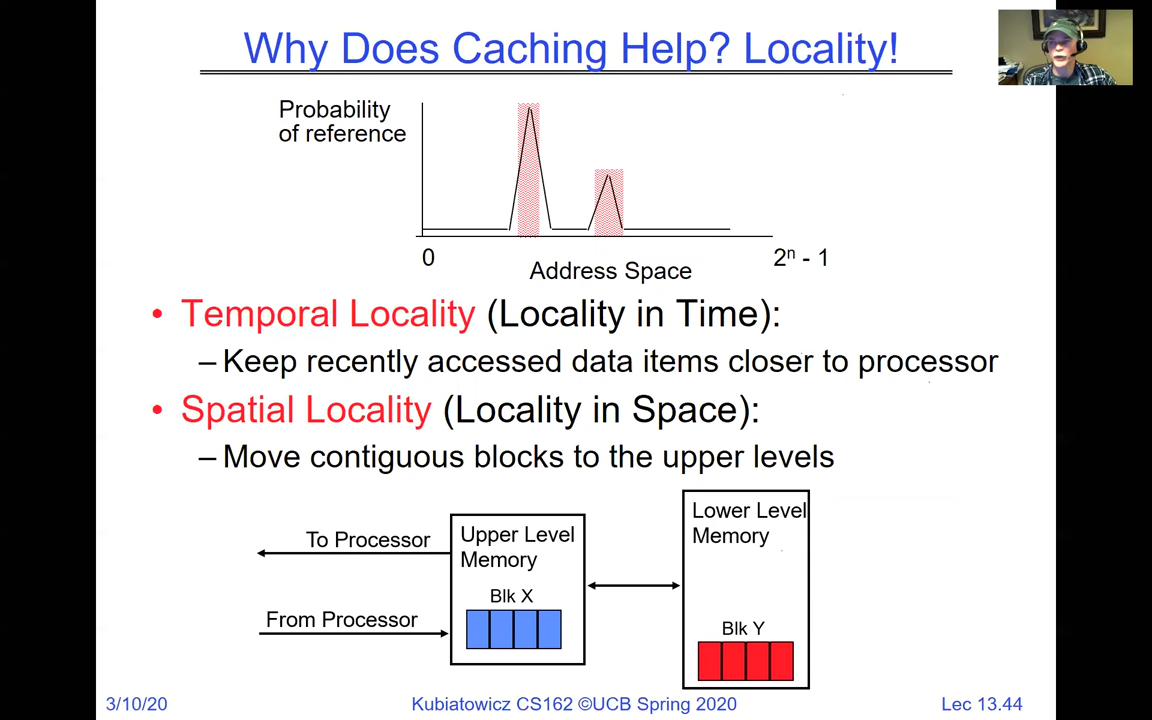 Why Does Caching Help? Locality!
Probability
of reference
0
2ⁿ - 1
Address Space
• Temporal Locality (Locality in Time):
– Keep recently accessed data items closer to processor
• Spatial Locality (Locality in Space):
– Move contiguous blocks to the upper levels
To Processor
From Processor
Upper Level
Memory
Blk X
Lower Level
Memory
Blk Y
3/10/20
Kubiatowicz CS162 ©UCB Spring 2020
Lec 13.44